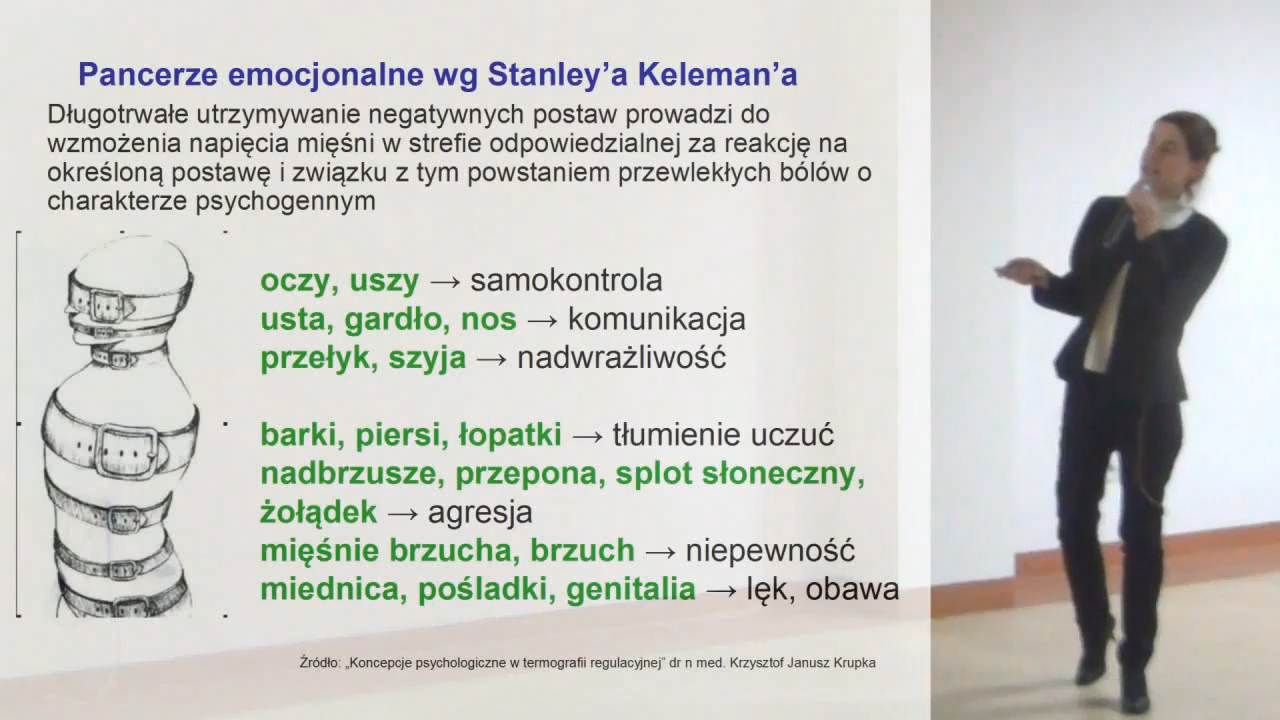 Pancerze emocjonalne wg Stanley’a Keleman’a
Długotrwałe utrzymywanie negatywnych postaw prowadzi do
wzmożenia napięcia mięśni w strefie odpowiedzialnej za reakcję na
określoną postawę i związku z tym powstaniem przewlekłych bólów o
charakterze psychogennym
oczy, uszy → samokontrola
usta, gardło, nos → komunikacja
przełyk, szyja → nadwrażliwość
barki, piersi, łopatki → tłumienie uczuć
nadbrzusze, przepona, splot słoneczny,
żołądek → agresja
mięśnie brzucha, brzuch → niepewność
miednica, pośladki, genitalia → lęk, obawa
Źródło: „Koncepcje psychologiczne w termografii regulacyjnej” dr n med. Krzysztof Janusz Krupka